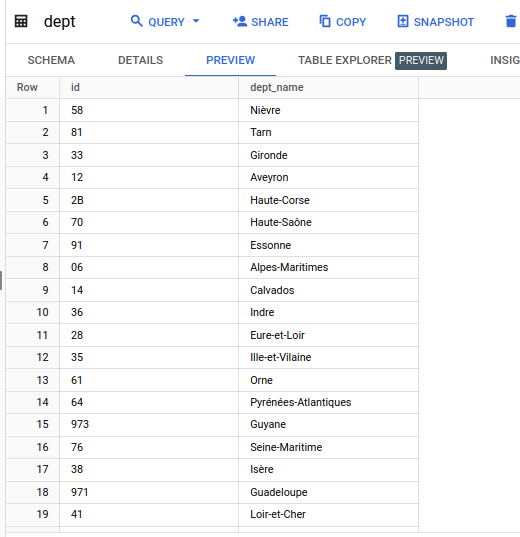 dept QUERY SHARE COPY SNAPSHOT
SCHEMA DETAILS PREVIEW TABLE EXPLORER PREVIEW INSIG
Row id dept_name
1 58 Nièvre
2 81 Tarn
3 33 Gironde
4 12 Aveyron
5 2B Haute-Corse
6 70 Haute-Saône
7 91 Essonne
8 06 Alpes-Maritimes
9 14 Calvados
10 36 Indre
11 28 Eure-et-Loir
12 35 Ille-et-Vilaine
13 61 Orne
14 64 Pyrénées-Atlantiques
15 973 Guyane
16 76 Seine-Maritime
17 38 Isère
18 971 Guadeloupe
19 41 Loir-et-Cher